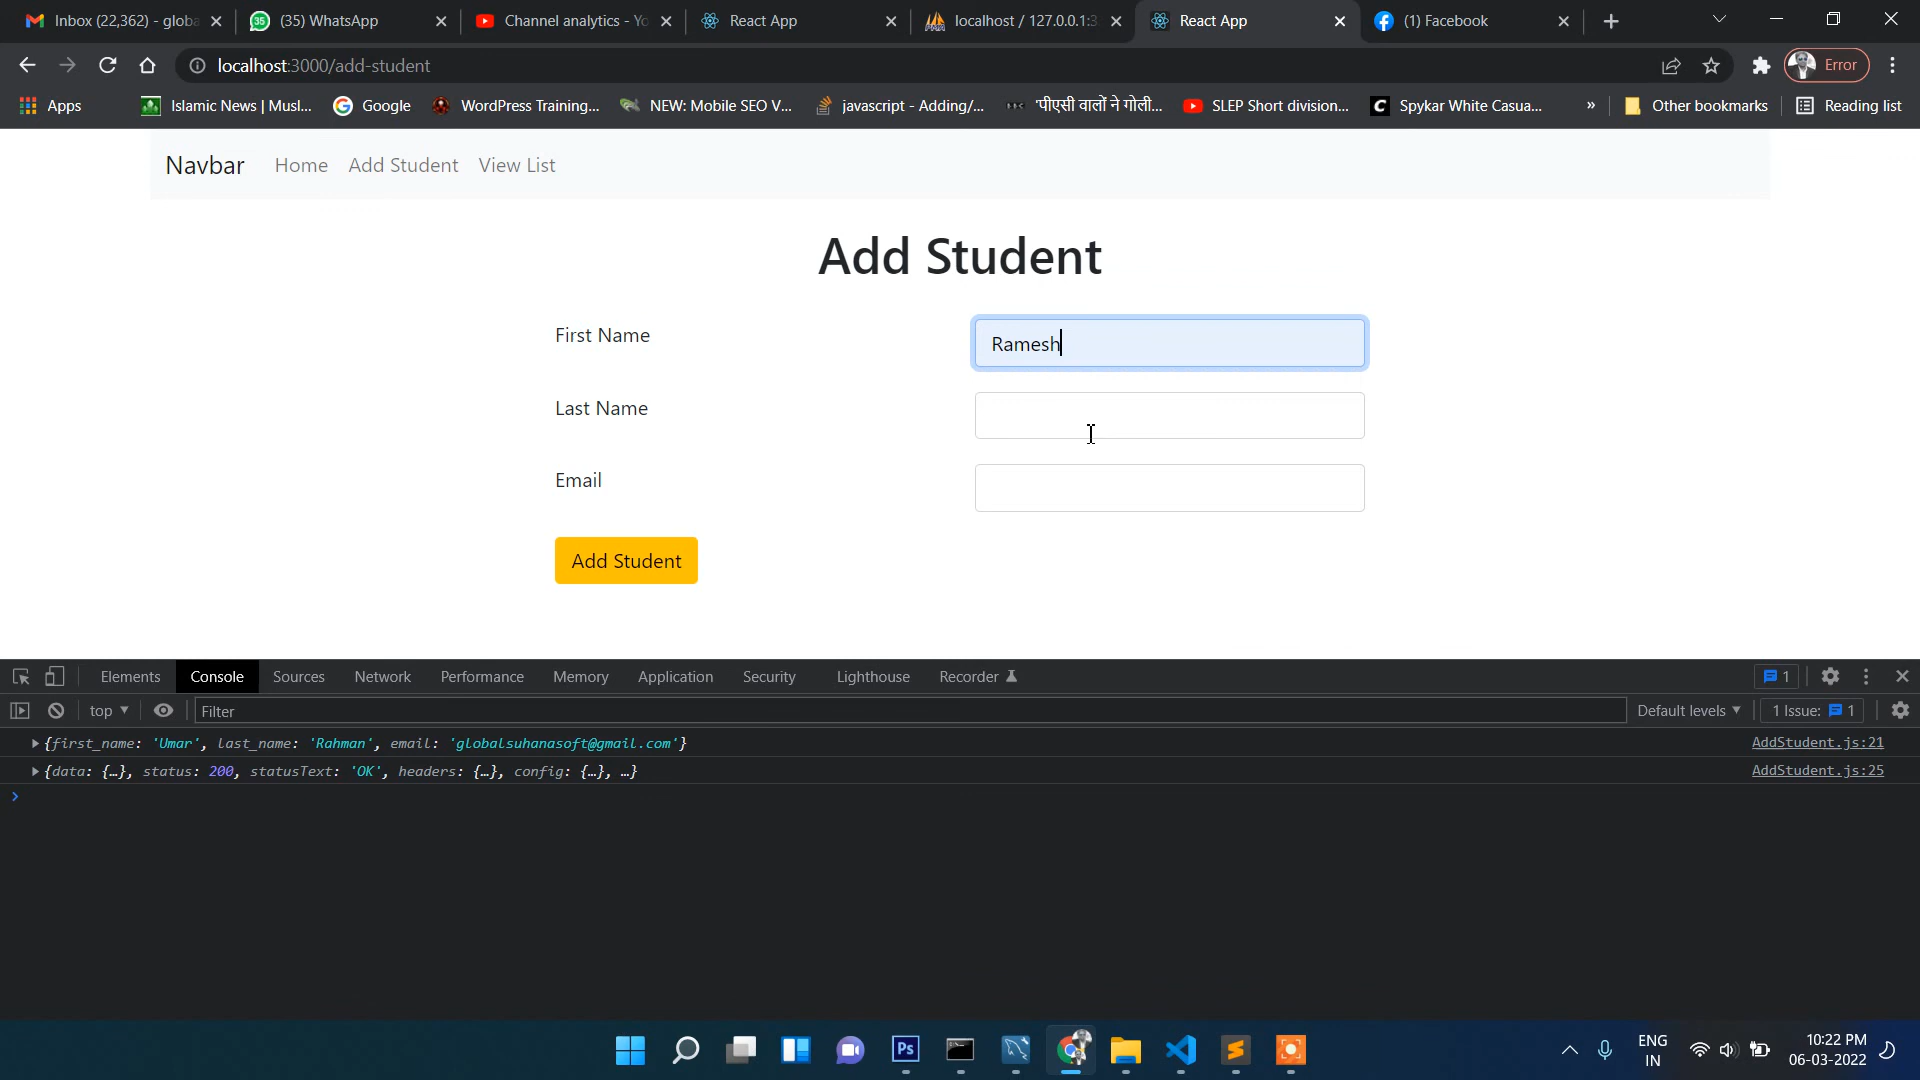 Inbox (22,362) - globa
(35) WhatsApp
Channel analytics - Yo
React App
localhost / 127.0.0.1:3
React App
(1) Facebook
localhost:3000/add-student
Error
Apps
Islamic News | Musl...
Google
WordPress Training...
NEW: Mobile SEO V...
javascript - Adding/...
'पीएसी वालों ने गोली...
SLEP Short division...
Spykar White Casua...
»
Other bookmarks
Reading list
Navbar
Home
Add Student
View List
Add Student
First Name
Ramesh
Last Name
Email
Add Student
Elements
Console
Sources
Network
Performance
Memory
Application
Security
Lighthouse
Recorder
1
top
Filter
Default levels
1 Issue: 1
{first_name: 'Umar', last_name: 'Rahman', email: 'globalsuhanasoft@gmail.com'}
AddStudent.js:21
{data: {…}, status: 200, statusText: 'OK', headers: {…}, config: {…}, …}
AddStudent.js:25
Ps
ENG
IN
10:22 PM
06-03-2022